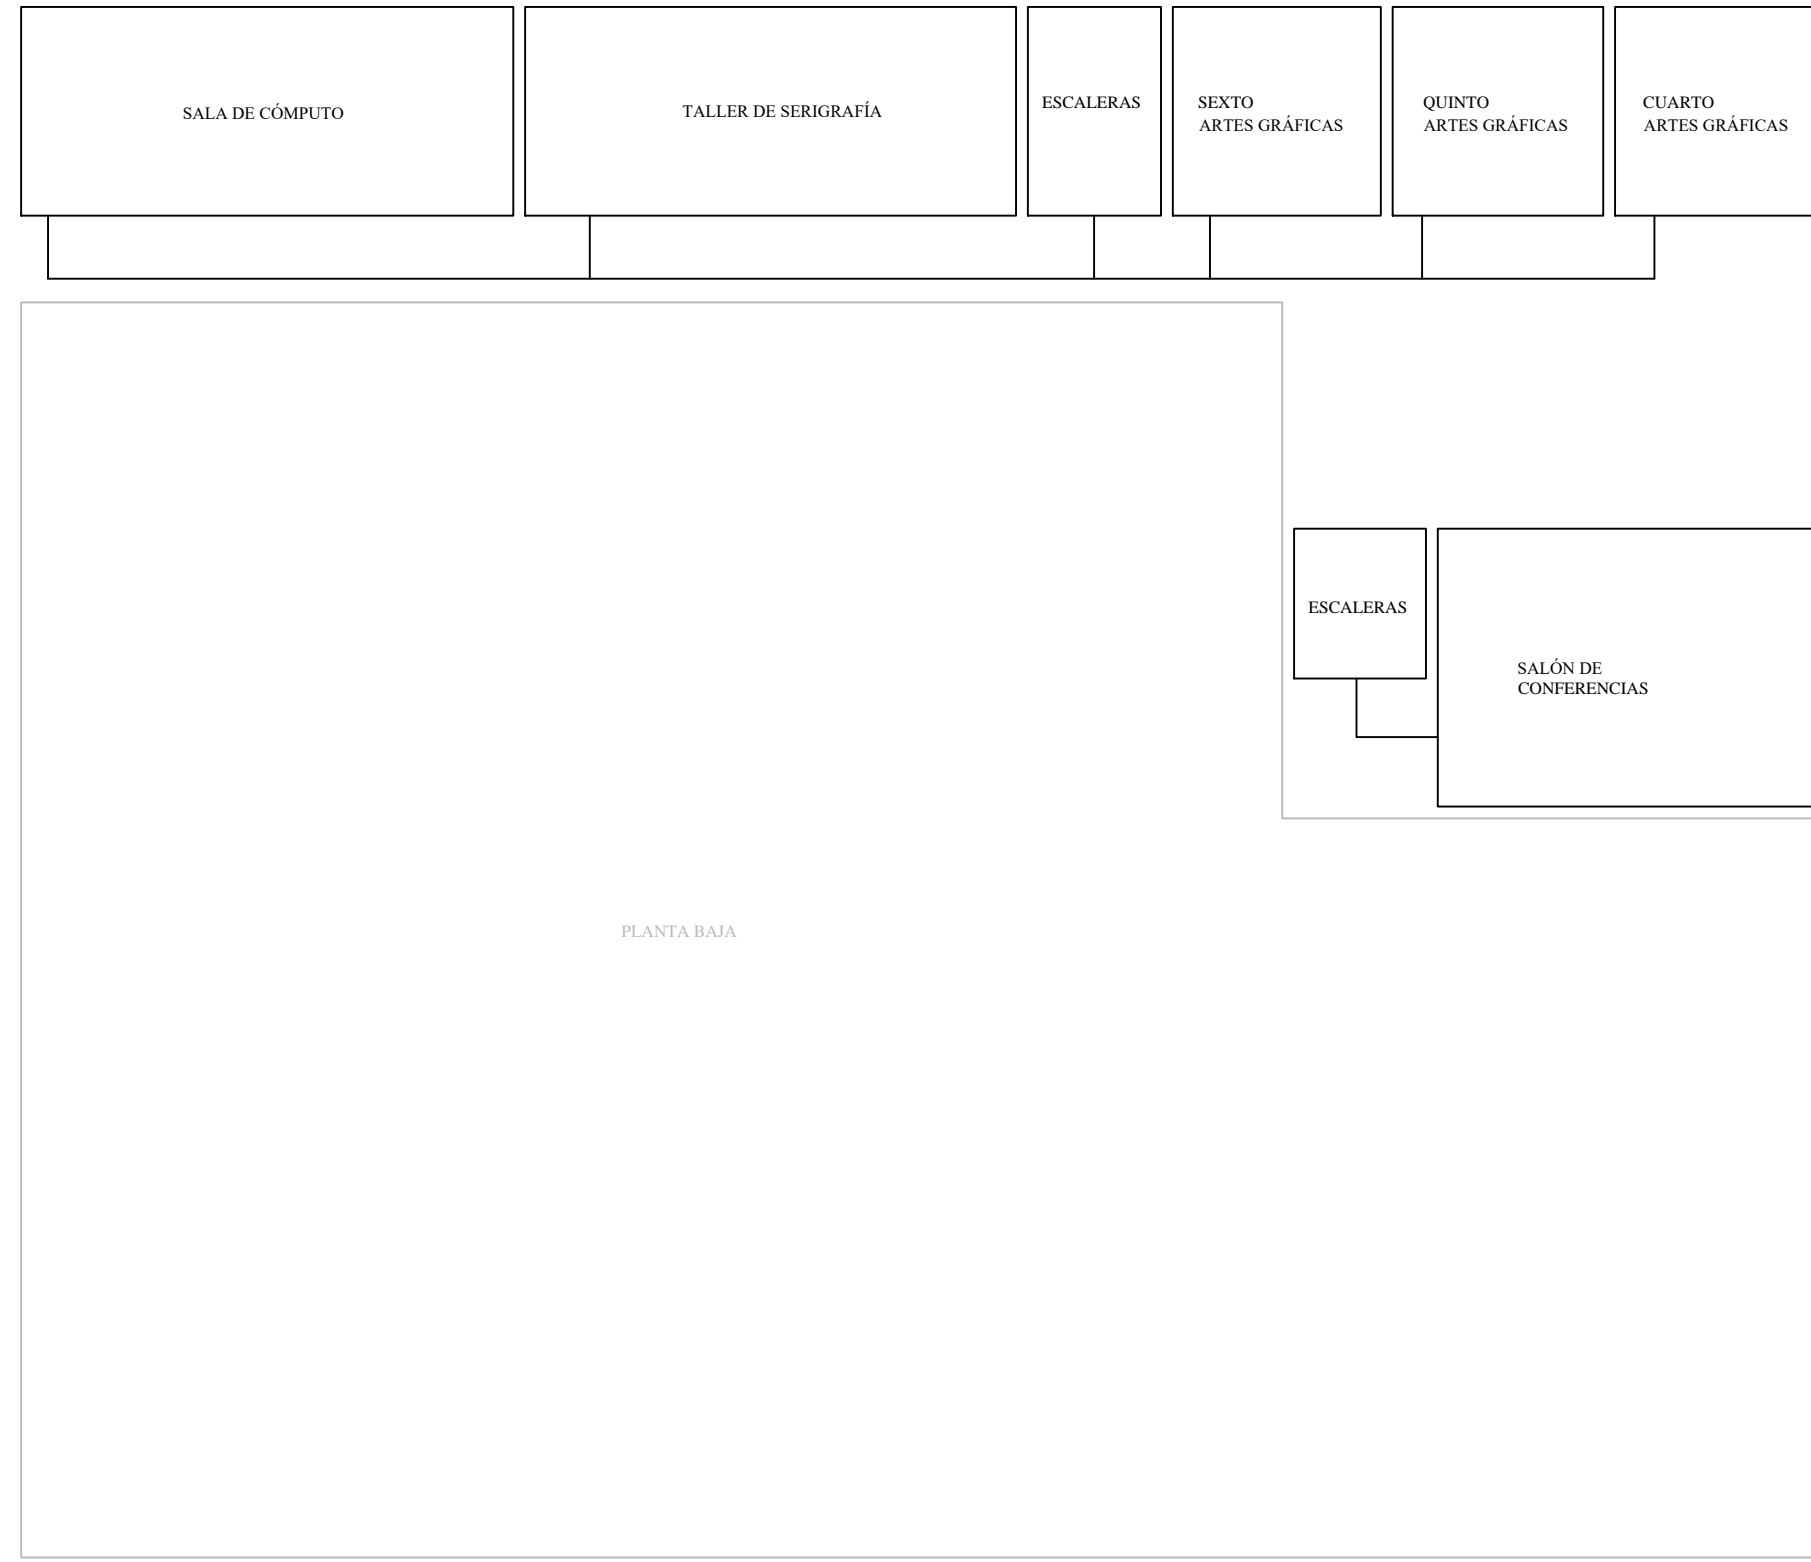 SALA DE CÓMPUTO
TALLER DE SERIGRAFÍA
ESCALERAS
SEXTO
ARTES GRÁFICAS
QUINTO
ARTES GRÁFICAS
CUARTO
ARTES GRÁFICAS
ESCALERAS
SALÓN DE
CONFERENCIAS
PLANTA BAJA